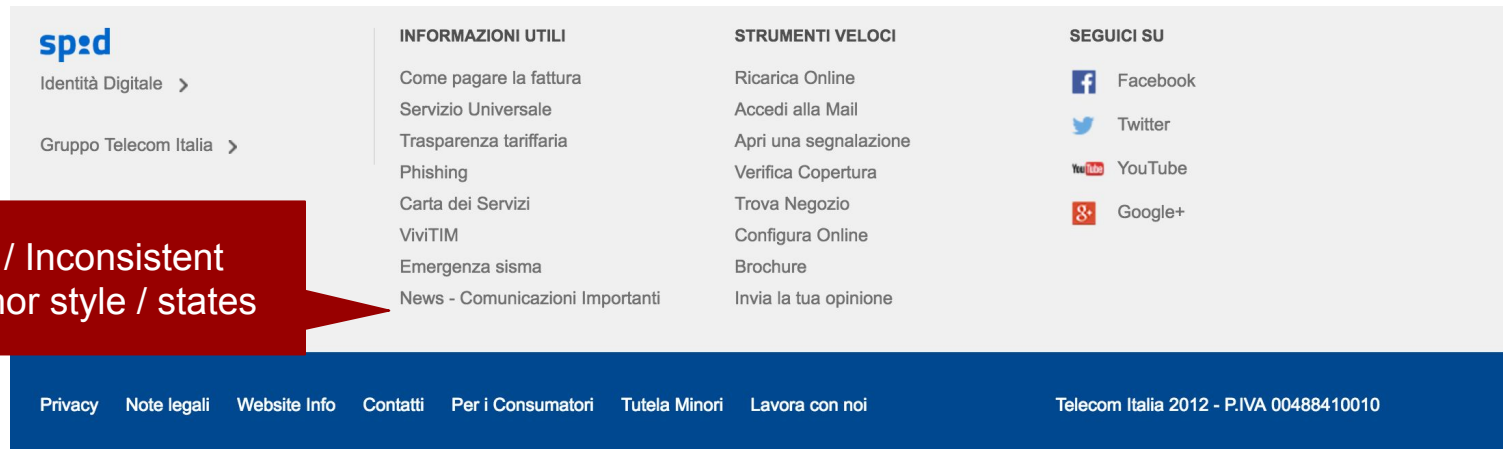 spid
Identità Digitale
Gruppo Telecom Italia
INFORMAZIONI UTILI
Come pagare la fattura
Servizio Universale
Trasparenza tariffaria
Phishing
Carta dei Servizi
ViviTIM
Emergenza sisma
News - Comunicazioni Importanti
STRUMENTI VELOCI
Ricarica Online
Accedi alla Mail
Apri una segnalazione
Verifica Copertura
Trova Negozio
Configura Online
Brochure
Invia la tua opinione
SEGUICI SU
Facebook
Twitter
You Tube YouTube
8+ Google+
/ Inconsistent
style / states
Privacy Note legali Website Info Contatti Per i Consumatori Tutela Minori Lavora con noi
Telecom Italia 2012 - P.IVA 00488410010